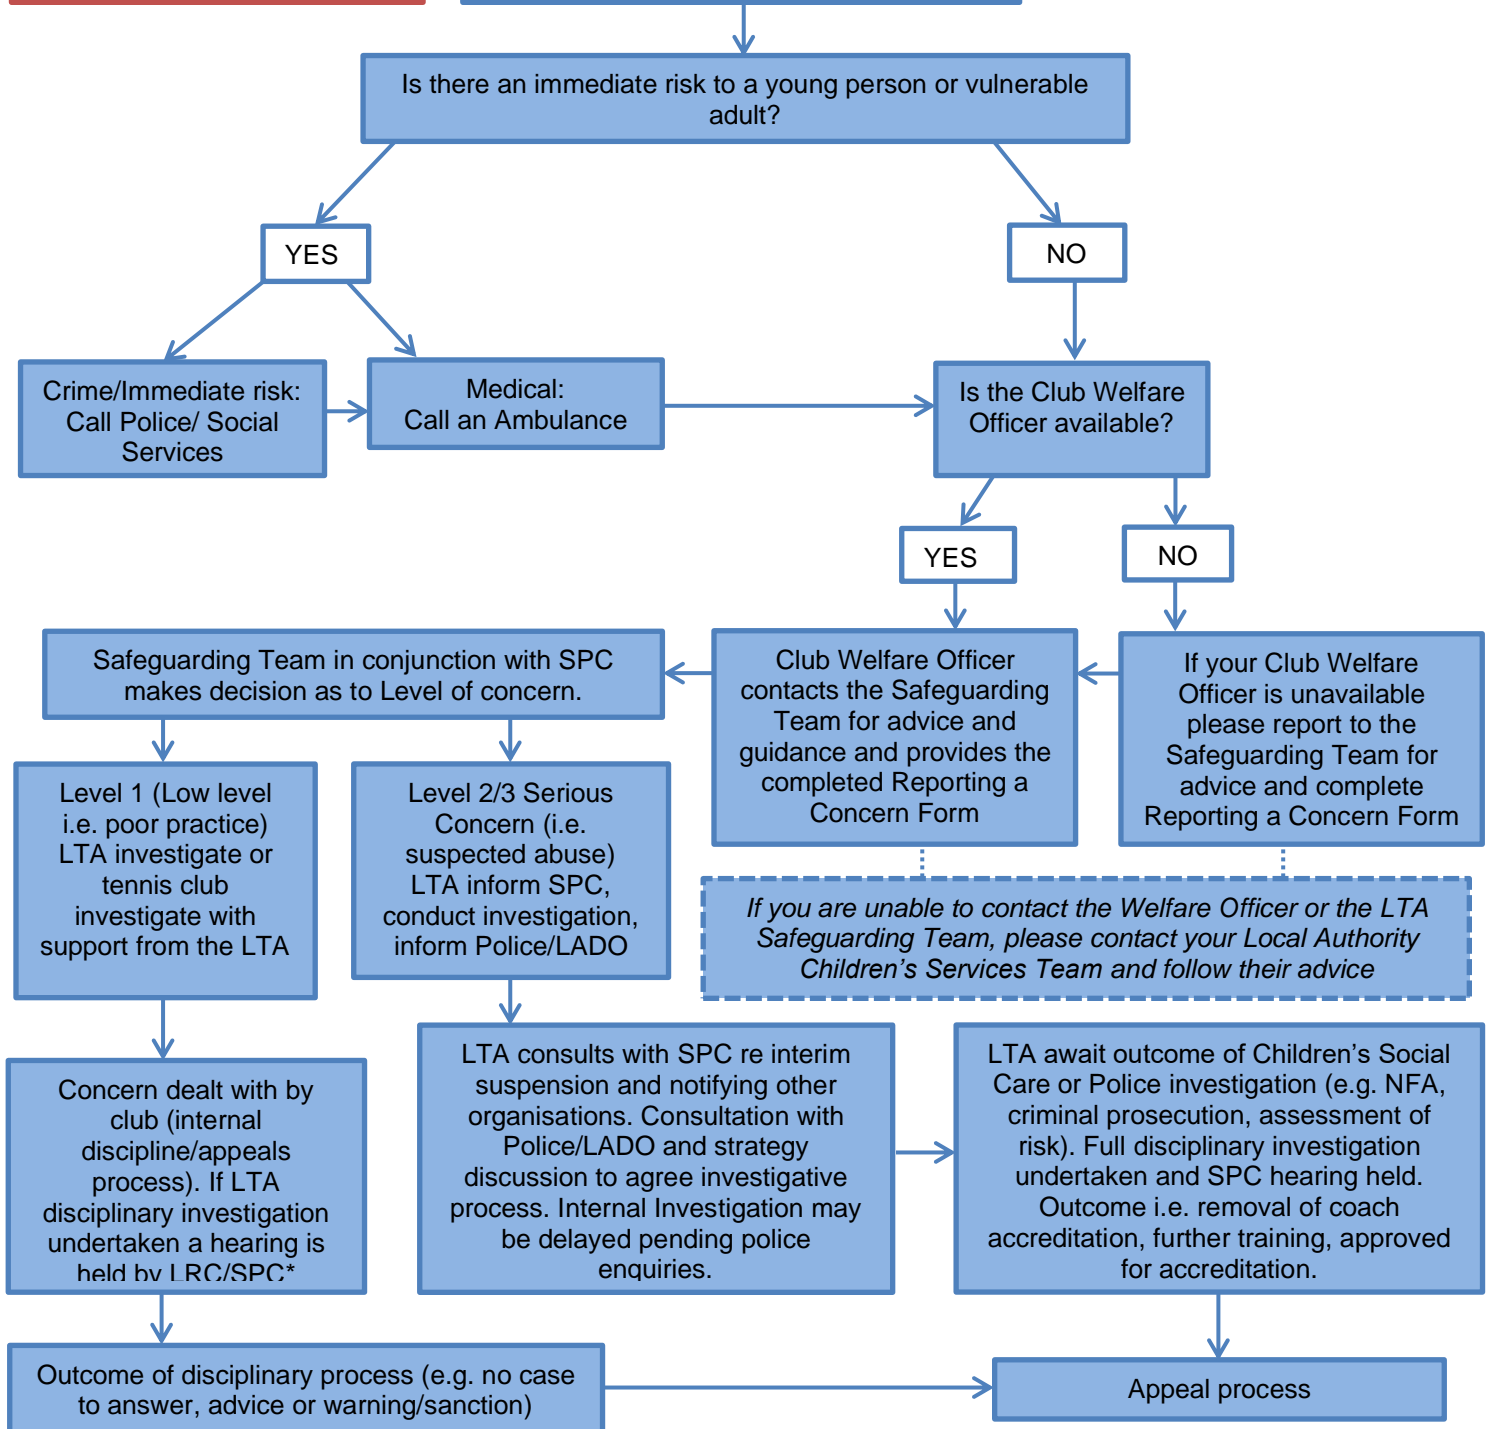 Is there an immediate risk to a young person or vulnerable
adult?
YES
NO
Crime/Immediate risk:
Call Police/ Social
Services
Medical:
Call an Ambulance
Is the Club Welfare
Officer available?
YES
NO
Safeguarding Team in conjunction with SPC
makes decision as to Level of concern.
Club Welfare Officer
contacts the Safeguarding
Team for advice and
guidance and provides the
completed Reporting a
Concern Form
If your Club Welfare
Officer is unavailable
please report to the
Safeguarding Team for
advice and complete
Reporting a Concern Form
Level 1 (Low level
i.e. poor practice)
LTA investigate or
tennis club
investigate with
support from the LTA
Level 2/3 Serious
Concern (i.e.
suspected abuse)
LTA inform SPC,
conduct investigation,
inform Police/LADO
If you are unable to contact the Welfare Officer or the LTA
Safeguarding Team, please contact your Local Authority
Children’s Services Team and follow their advice
Concern dealt with by
club (internal
discipline/appeals
process). If LTA
disciplinary investigation
undertaken a hearing is
held by LRC/SPC*
LTA consults with SPC re interim
suspension and notifying other
organisations. Consultation with
Police/LADO and strategy
discussion to agree investigative
process. Internal Investigation may
be delayed pending police
enquiries.
LTA await outcome of Children’s Social
Care or Police investigation (e.g. NFA,
criminal prosecution, assessment of
risk). Full disciplinary investigation
undertaken and SPC hearing held.
Outcome i.e. removal of coach
accreditation, further training, approved
for accreditation.
Outcome of disciplinary process (e.g. no case
to answer, advice or warning/sanction)
Appeal process